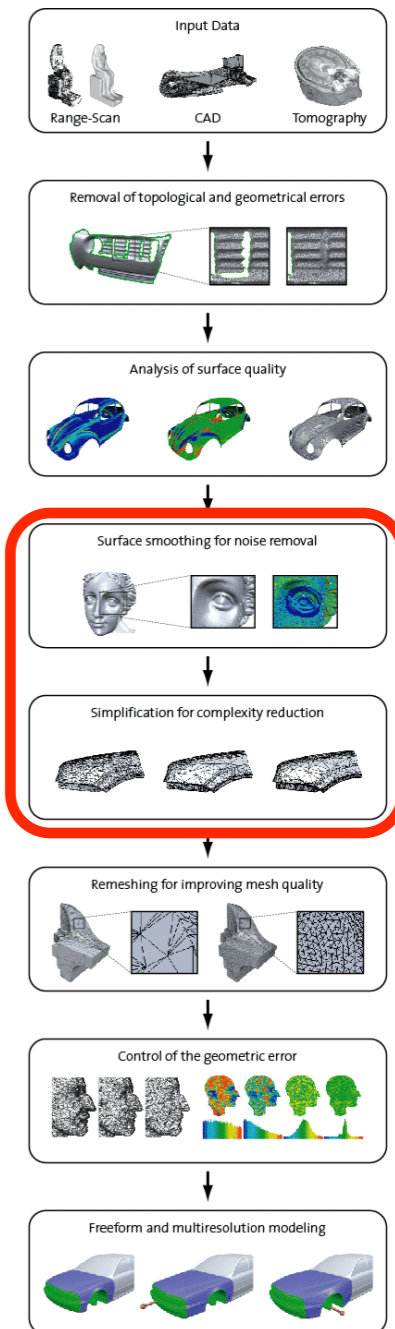 Input Data
Range-Scan CAD Tomography
Removal of topological and geometrical errors
Analysis of surface quality
Surface smoothing for noise removal
Simplification for complexity reduction
Remeshing for improving mesh quality
Control of the geometric error
Freeform and multiresolution modeling